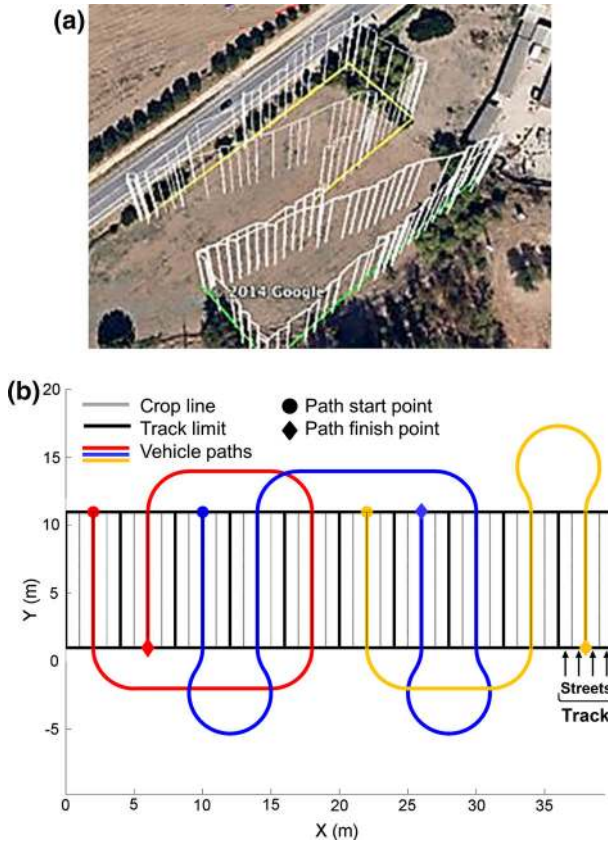 (a)
© 2014 Google
(b)
20
15
10
5
0
-5
Y (m)
Crop line
Track limit
Vehicle paths
Path start point
Path finish point
Streets
Track
0 5 10 15 20 25 30 35
X (m)